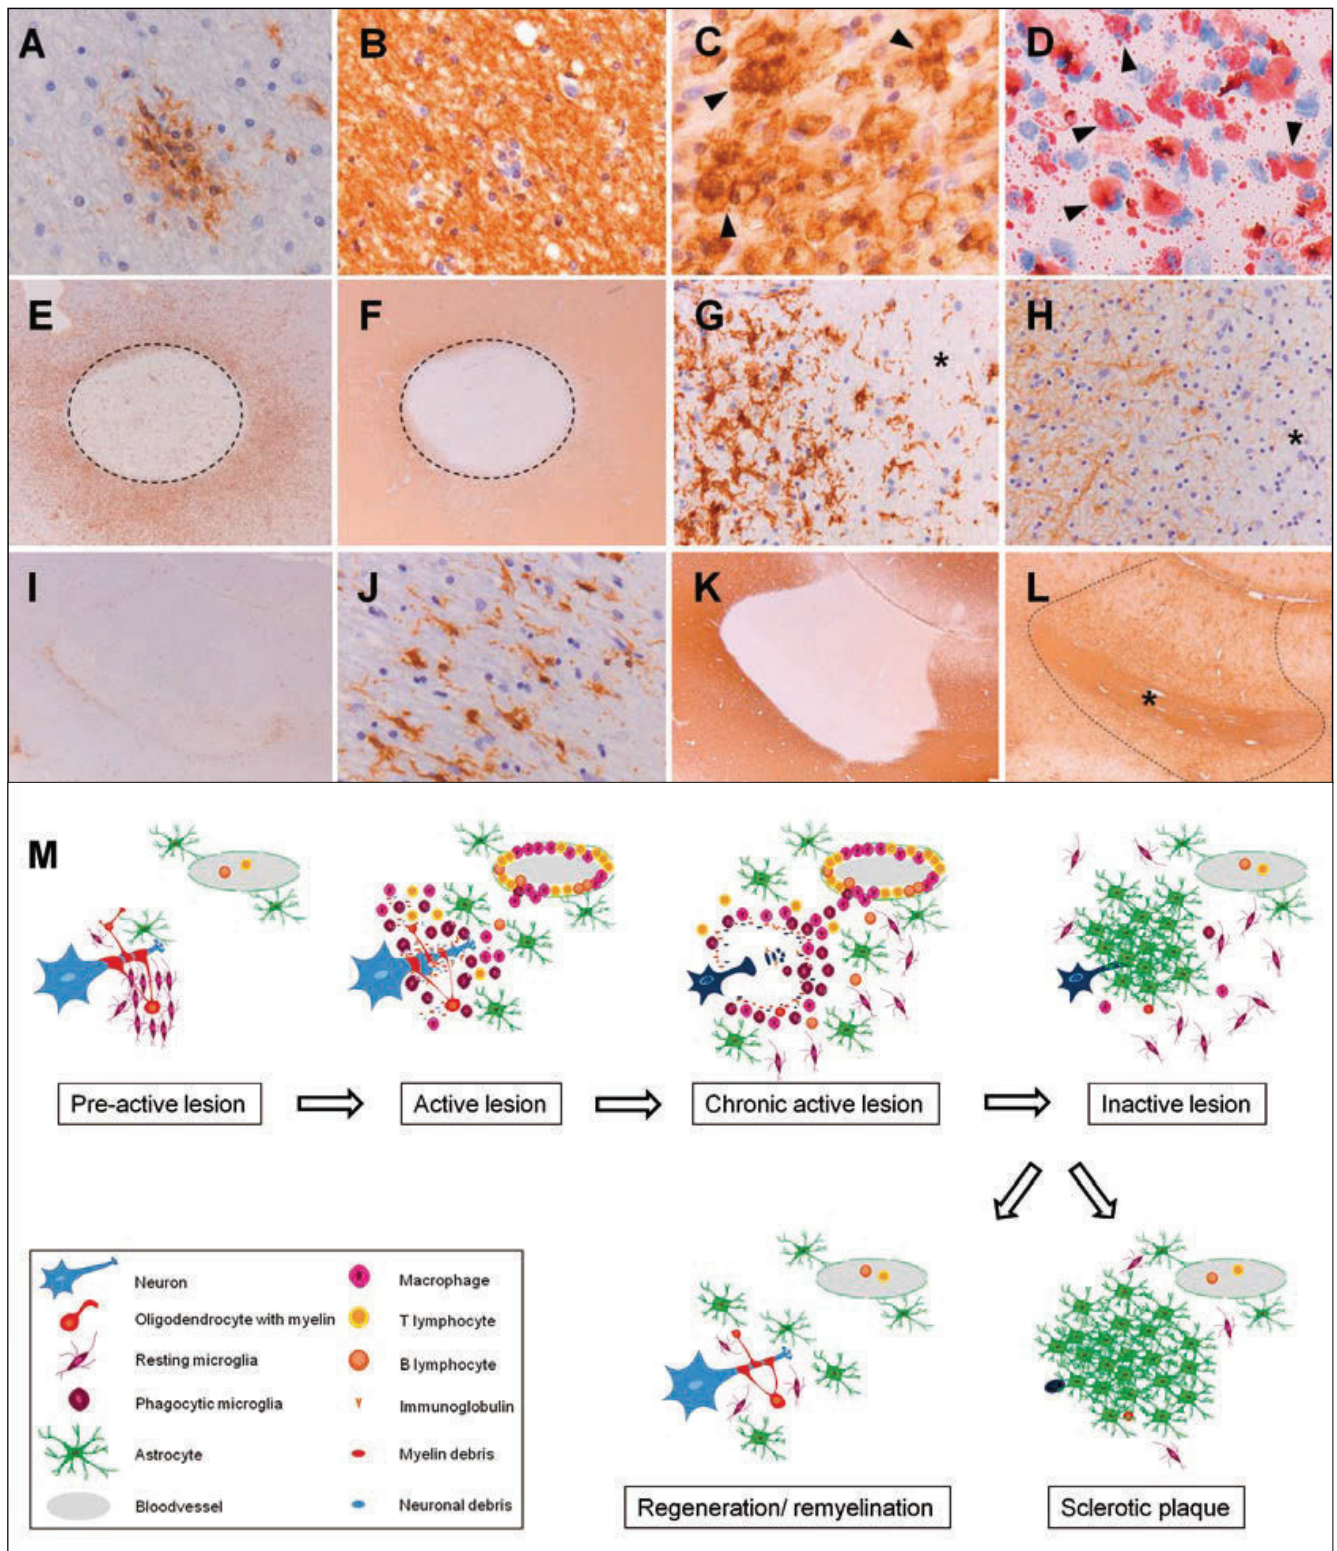 A
B
C
D
E
F
G
*
H
*
I
J
K
L
*
M
Pre-active lesion
Active lesion
Chronic active lesion
Inactive lesion
Neuron
Oligodendrocyte with myelin
Resting microglia
Phagocytic microglia
Astrocyte
Bloodvessel
Macrophage
T lymphocyte
B lymphocyte
Immunoglobulin
Myelin debris
Neuronal debris
Regeneration/ remyelination
Sclerotic plaque